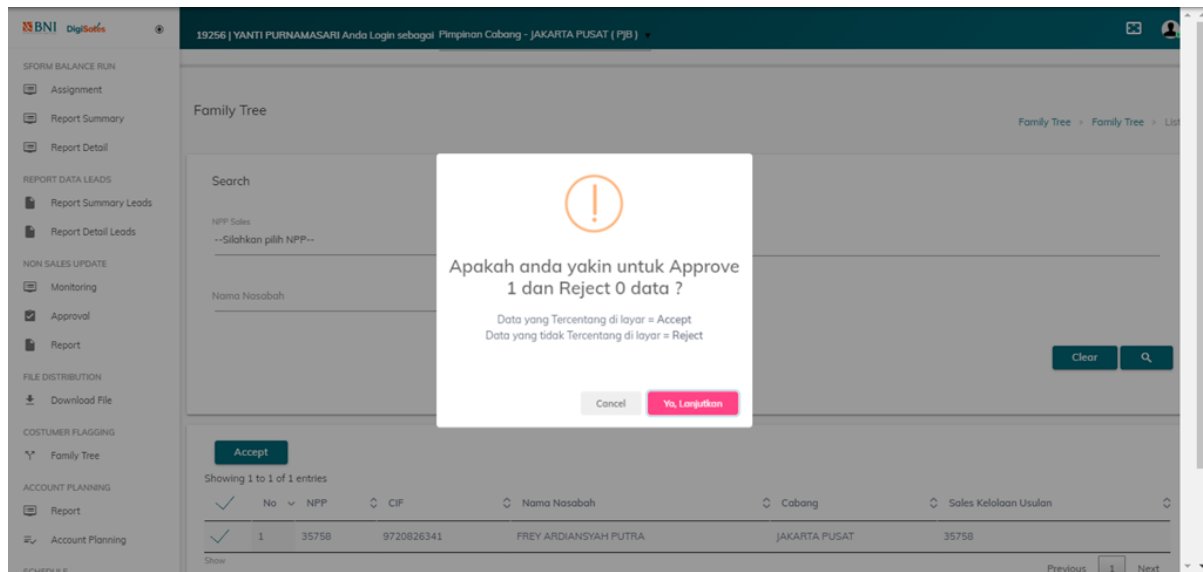 BNI DigiSales
19256 | YANTI PURNAMASARI Anda Login sebagai Pimpinan Cabang - JAKARTA PUSAT ( PJB )
SFORM BALANCE RUN
Assignment
Report Summary
Report Detail
REPORT DATA LEADS
Report Summary Leads
Report Detail Leads
NON SALES UPDATE
Monitoring
Approval
Report
FILE DISTRIBUTION
Download File
COSTUMER FLAGGING
Family Tree
ACCOUNT PLANNING
Report
Account Planning
SCHEDULE
Family Tree
Family Tree > Family Tree > List
Search
NPP Sales
--Silahkan pilih NPP--
Nama Nasabah
Clear
Apakah anda yakin untuk Approve
1 dan Reject 0 data ?
Data yang Tercentang di layar = Accept
Data yang tidak Tercentang di layar = Reject
Cancel Ya, Lanjutkan
Accept
Showing 1 to 1 of 1 entries
No NPP CIF Nama Nasabah Cabang Sales Kelolaan Usulan
1 35758 9720826341 FREY ARDIANSYAH PUTRA JAKARTA PUSAT 35758
Show
Previous 1 Next